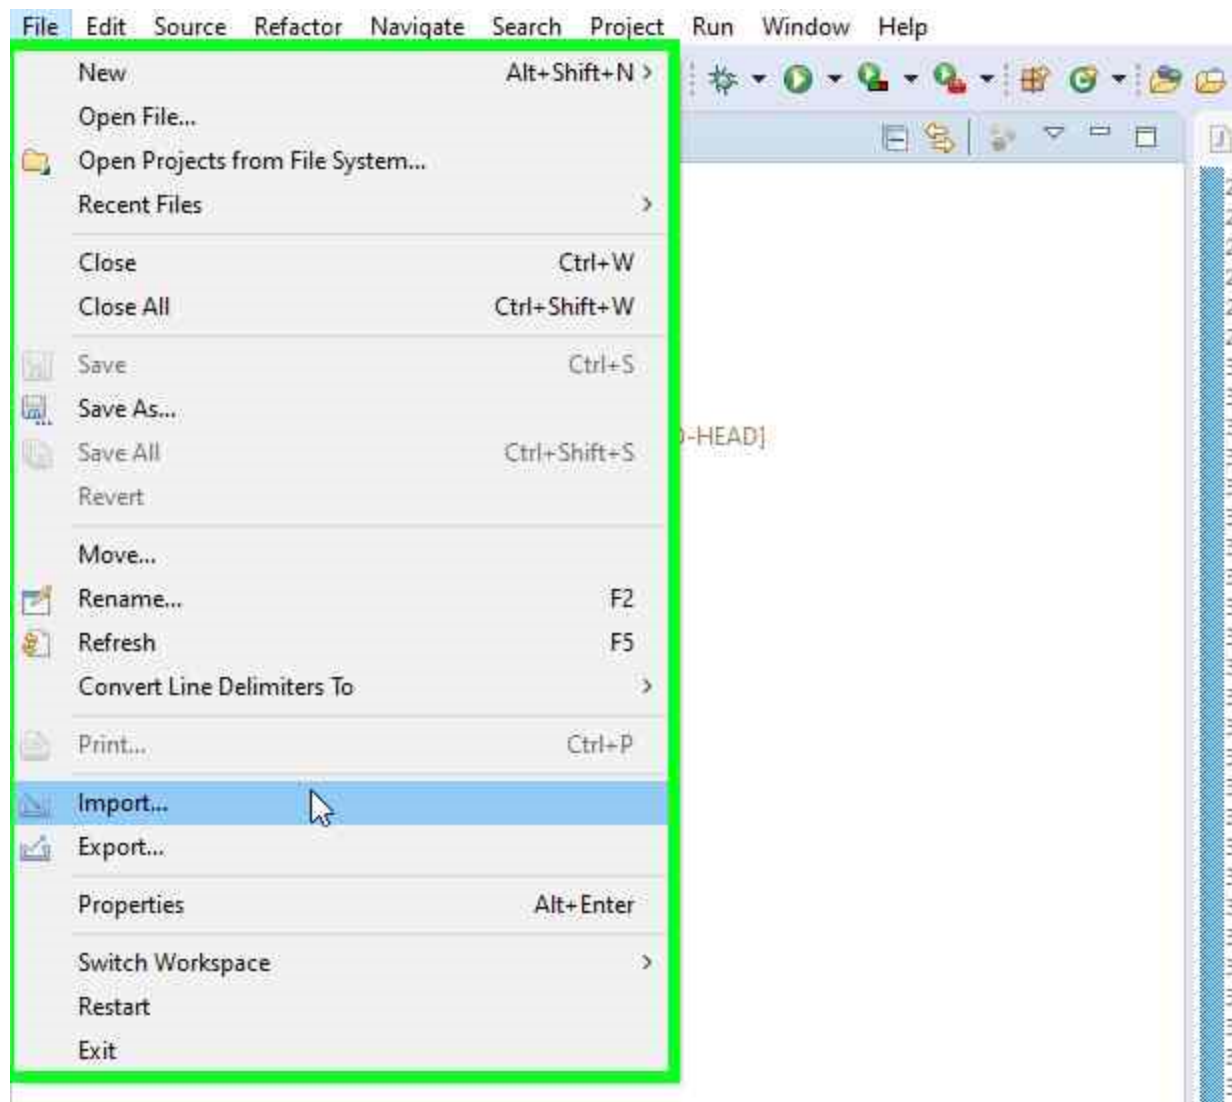 File Edit Source Refactor Navigate Search Project Run Window Help
New Alt+Shift+N >
Open File...
Open Projects from File System...
Recent Files >
Close Ctrl+W
Close All Ctrl+Shift+W
Save Ctrl+S
Save As...
Save All Ctrl+Shift+S
-HEAD]
Revert
Move...
Rename... F2
Refresh F5
Convert Line Delimiters To >
Print... Ctrl+P
Import...
Export...
Properties Alt+Enter
Switch Workspace >
Restart
Exit